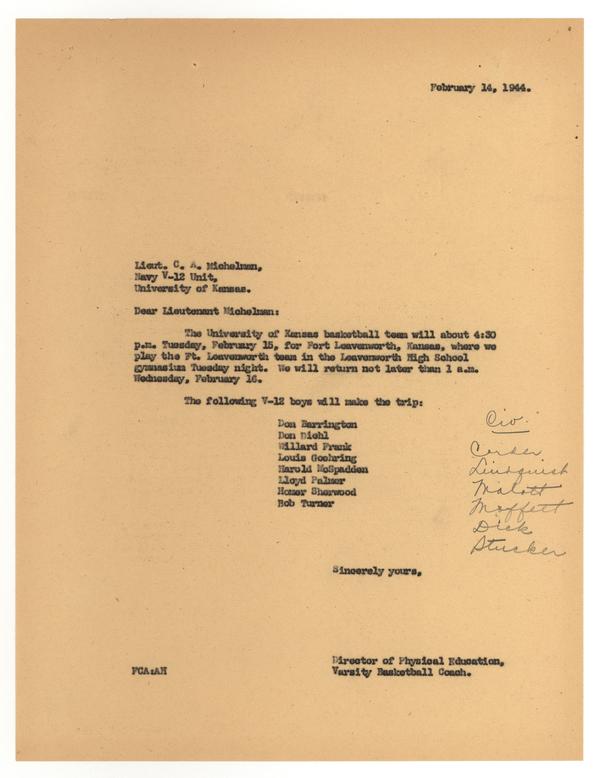 February 14, 1944.
Lieut. C. A. Michelman,
Navy V-12 Unit,
University of Kansas.
Dear Lieutenant Michelman:
The University of Kansas basketball team will about 4:30
p.m. Tuesday, February 15, for Fort Leavenworth, Kansas, where we
play the Ft. Leavenworth team in the Leavenworth High School
gymnasium Tuesday night. We will return not later than 1 a.m.
Wednesday, February 16.
The following V-12 boys will make the trip:
Don Barrington
Don Diehl
Willard Frank
Louis Goehring
Harold McSpadden
Lloyd Palmer
Homer Sherwood
Bob Turner
Civ.
Corder
Lindquist
Malott
Moffett
Dick
Stucker
Sincerely yours,
Director of Physical Education,
FCA:AH Varsity Basketball Coach.